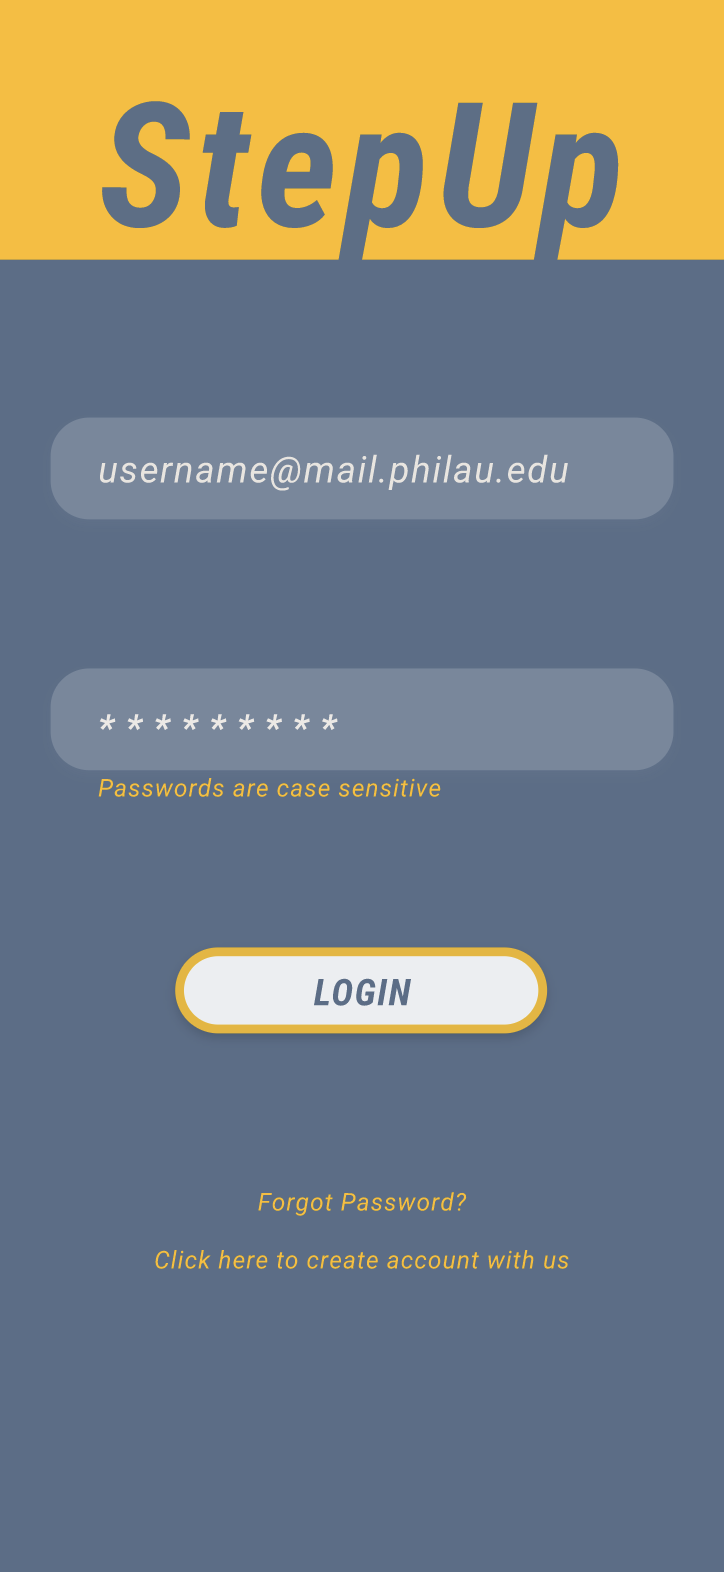 StepUp
username@mail.philau.edu
* * * * * * * * *
Passwords are case sensitive
LOGIN
Forgot Password?
Click here to create account with us